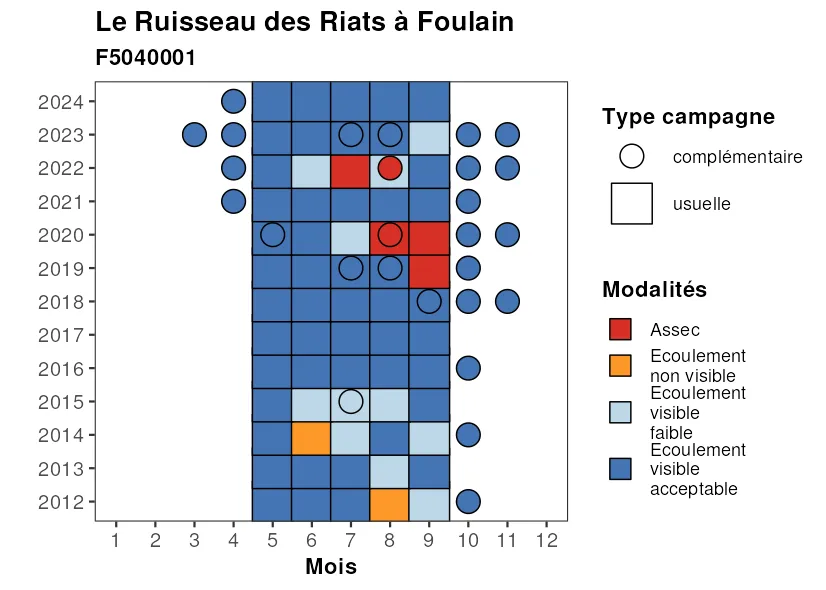 Le Ruisseau des Riats à Foulain
F5040001
2024
2023
2022
2021
2020
2019
2018
2017
2016
2015
2014
2013
2012
1 2 3 4 5 6 7 8 9 10 11 12
Mois
Type campagne
complémentaire
usuelle
Modalités
Assec
Ecoulement
non visible
Ecoulement
visible
faible
Ecoulement
visible
acceptable